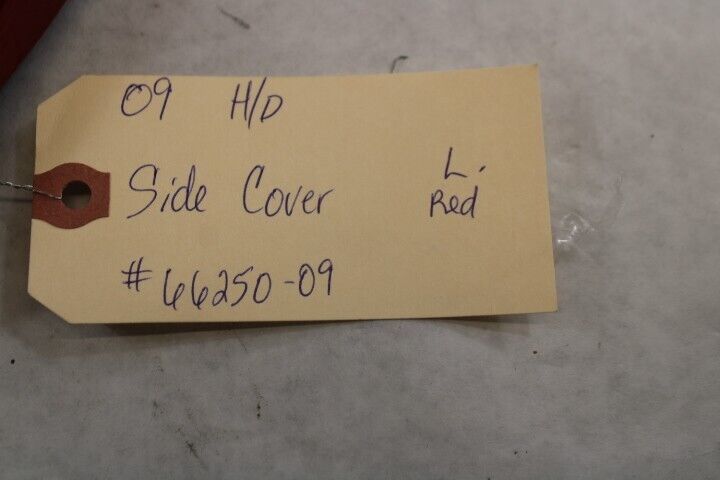 09 H/D
Side Cover
L.
Red
#66250-09